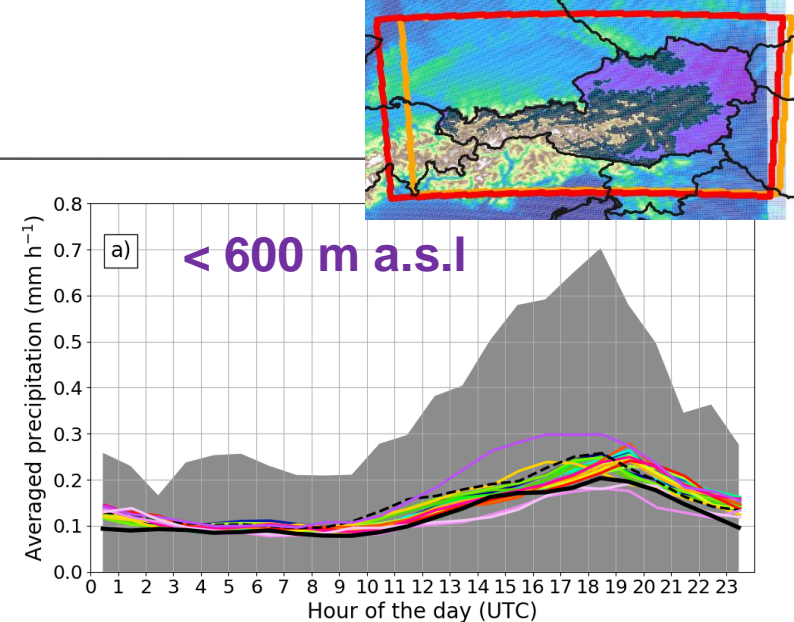 a)
< 600 m a.s.l
Averaged precipitation (mm h⁻¹)
0.8
0.7
0.6
0.5
0.4
0.3
0.2
0.1
0.0
0 1 2 3 4 5 6 7 8 9 10 11 12 13 14 15 16 17 18 19 20 21 22 23
Hour of the day (UTC)